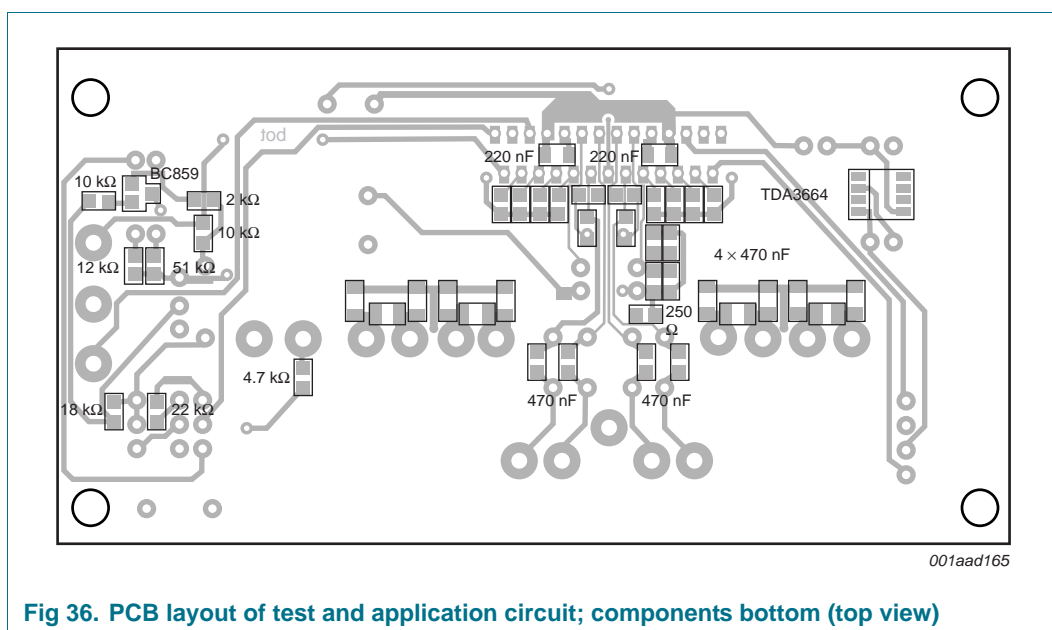 bot
220 nF
220 nF
BC859
10 kΩ
TDA3664
2 kΩ
10 kΩ
4 × 470 nF
12 kΩ
51 kΩ
250
Ω
4.7 kΩ
470 nF
470 nF
18 kΩ
22 kΩ
001aad165
Fig 36. PCB layout of test and application circuit; components bottom (top view)